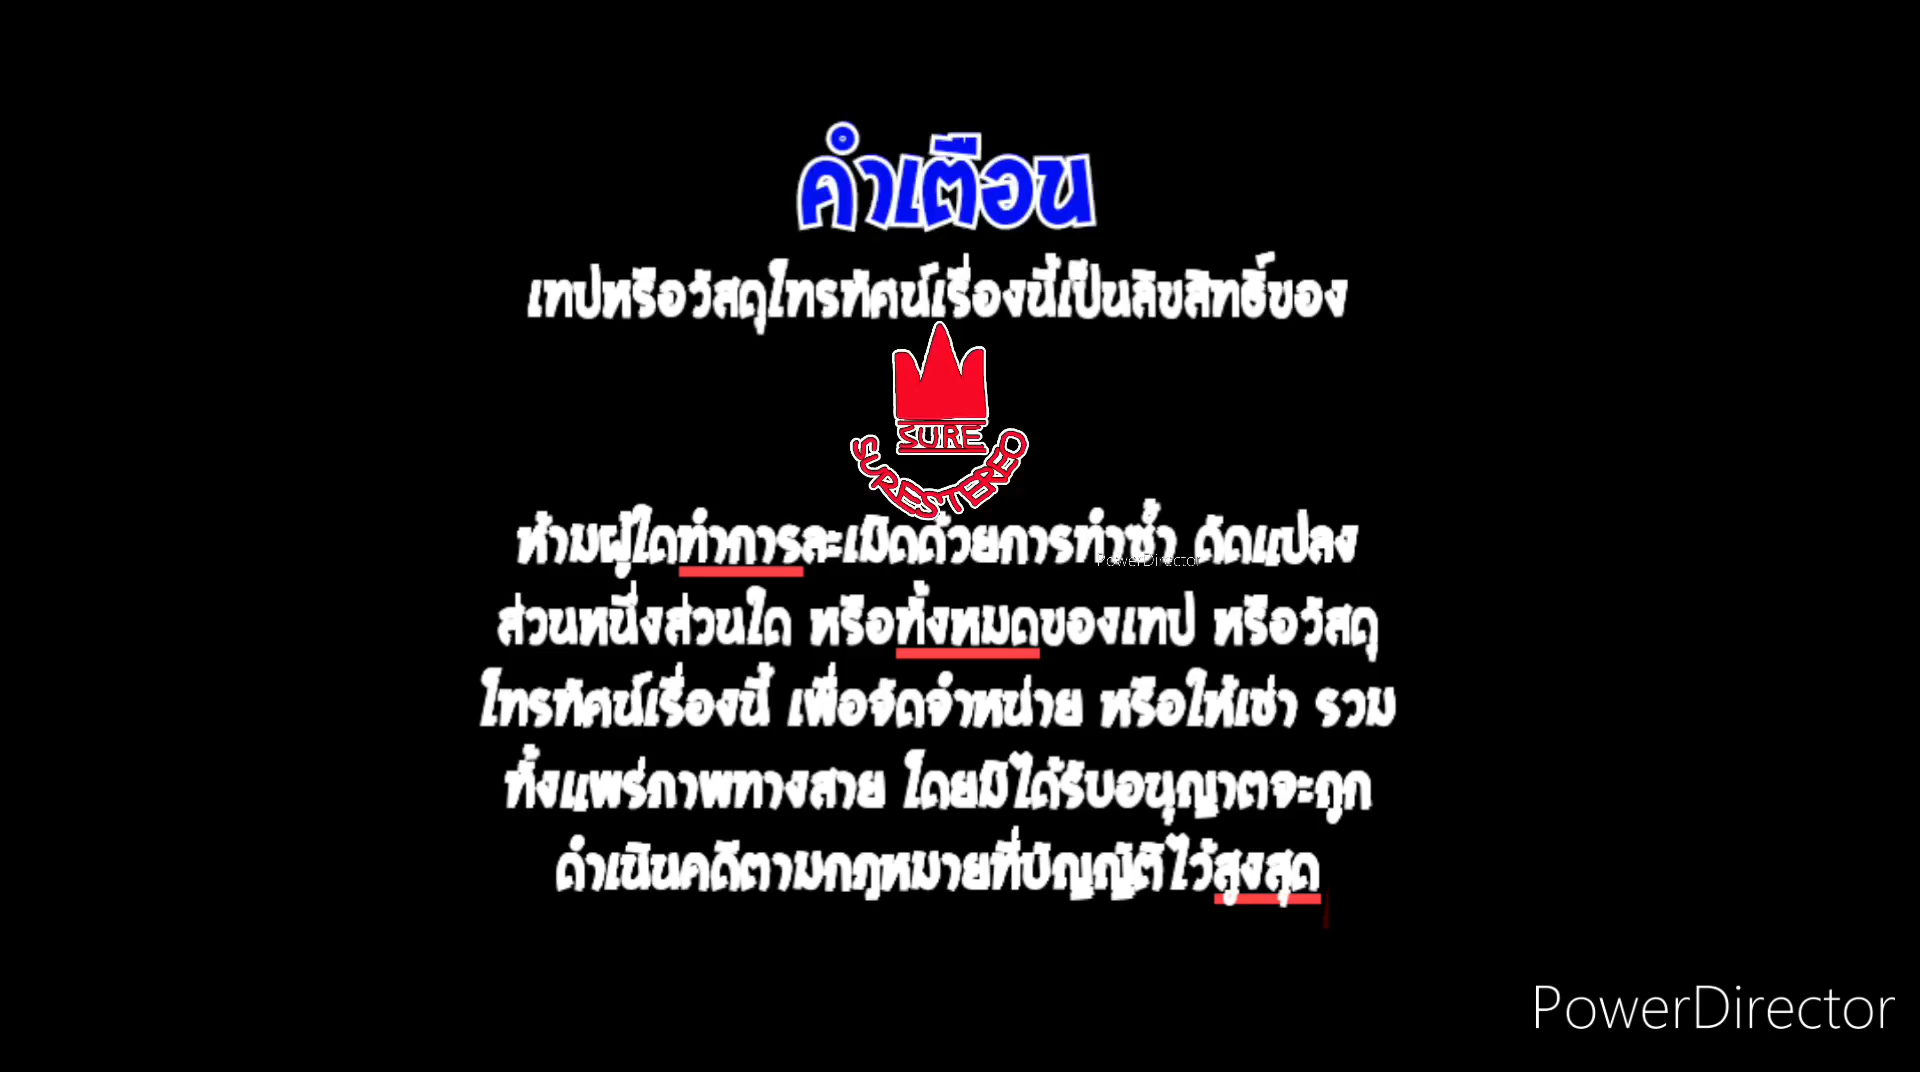 คำเตือน
เทปหรือวัสดุโทรทัศน์เรื่องนี้เป็นลิขสิทธิ์ของ
SURE
SURESTEREO
ห้ามผู้ใดทำการละเมิดด้วยการทำซ้ำ ดัดแปลง
PowerDirector
ส่วนหนึ่งส่วนใด หรือทั้งหมดของเทป หรือวัสดุ
โทรทัศน์เรื่องนี้ เพื่อจัดจำหน่าย หรือให้เช่า รวม
ทั้งแพร่ภาพทางสาย โดยมิได้รับอนุญาตจะถูก
ดำเนินคดีตามกฎหมายที่บัญญัติไว้สูงสุด
PowerDirector